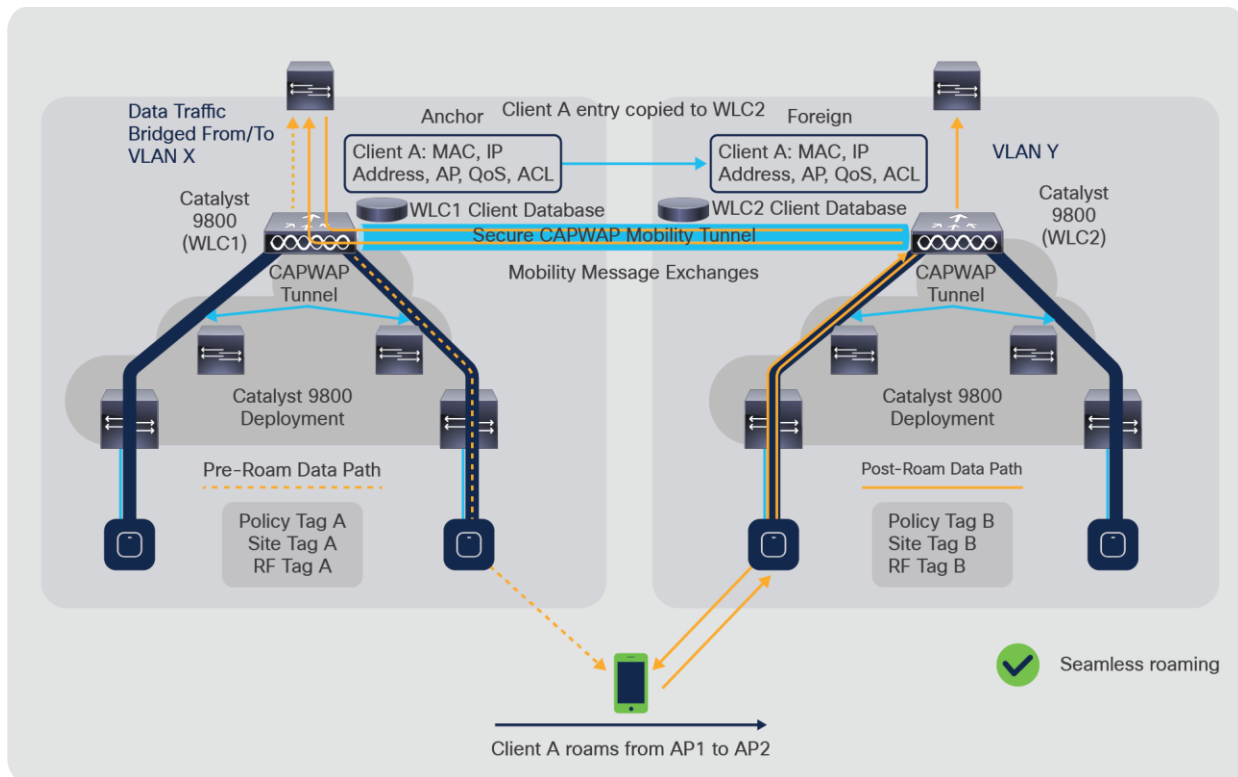 Data Traffic
Bridged From/To
VLAN X
Client A entry copied to WLC2
Anchor
Foreign
Client A: MAC, IP
Address, AP, QoS, ACL
Client A: MAC, IP
Address, AP, QoS, ACL
VLAN Y
Catalyst
9800
(WLC1)
WLC1 Client Database
WLC2 Client Database
Catalyst
9800
(WLC2)
Secure CAPWAP Mobility Tunnel
Mobility Message Exchanges
CAPWAP
Tunnel
CAPWAP
Tunnel
Catalyst 9800
Deployment
Catalyst 9800
Deployment
Pre-Roam Data Path
Post-Roam Data Path
Policy Tag A
Site Tag A
RF Tag A
Policy Tag B
Site Tag B
RF Tag B
Seamless roaming
Client A roams from AP1 to AP2